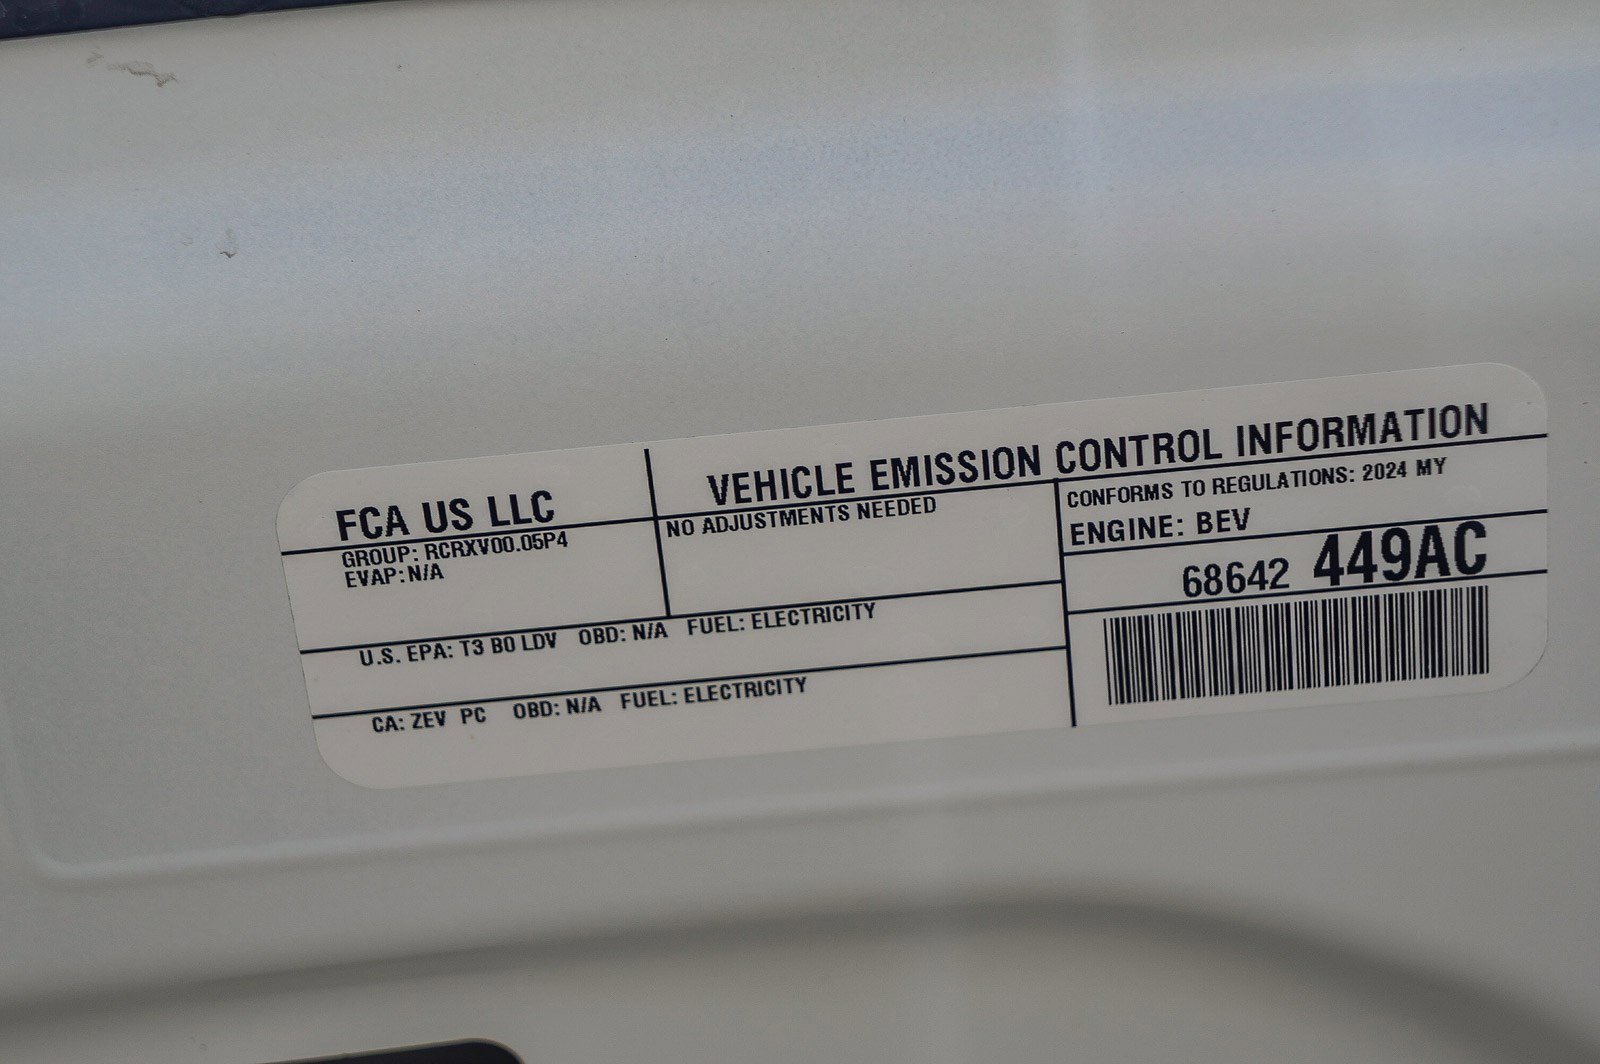 FCA US LLC
VEHICLE EMISSION CONTROL INFORMATION
GROUP: RCRXV00.05P4
EVAP: N/A
NO ADJUSTMENTS NEEDED
CONFORMS TO REGULATIONS: 2024 MY
ENGINE: BEV
68642 449AC
U.S. EPA: T3 B0 LDV OBD: N/A FUEL: ELECTRICITY
CA: ZEV PC OBD: N/A FUEL: ELECTRICITY